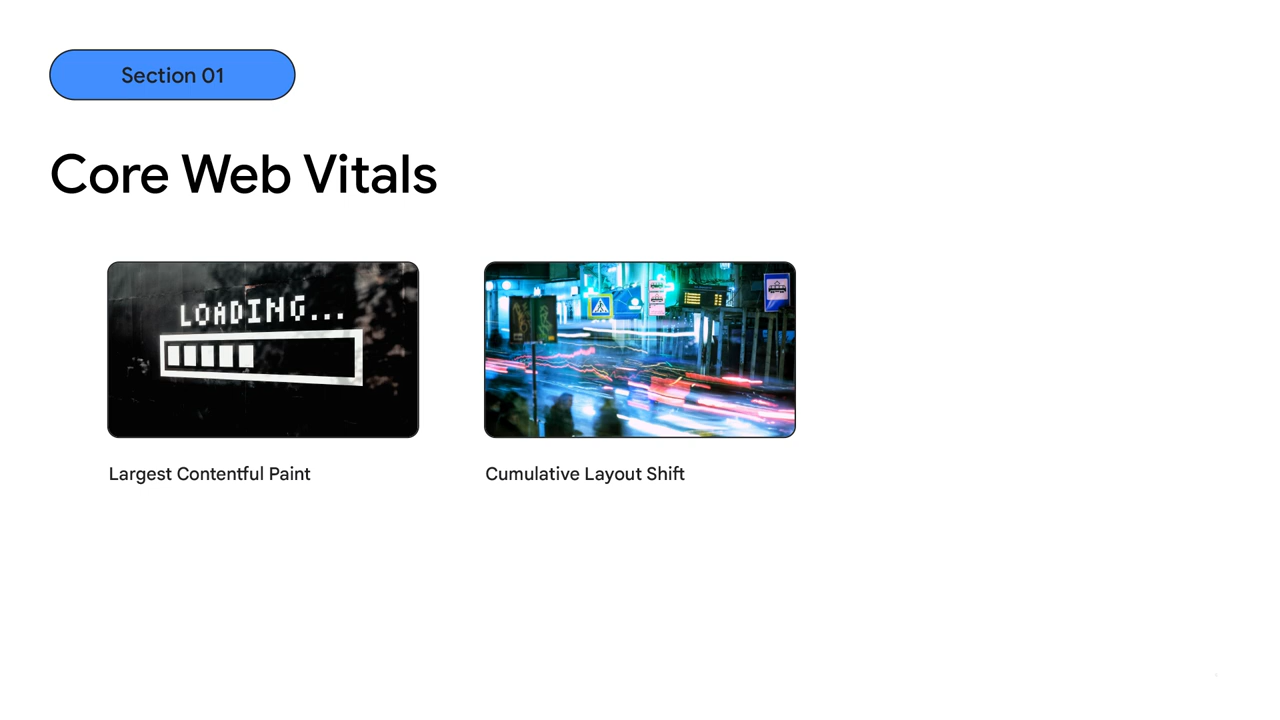 Section 01
Core Web Vitals
LOADING...
Largest Contentful Paint
Cumulative Layout Shift